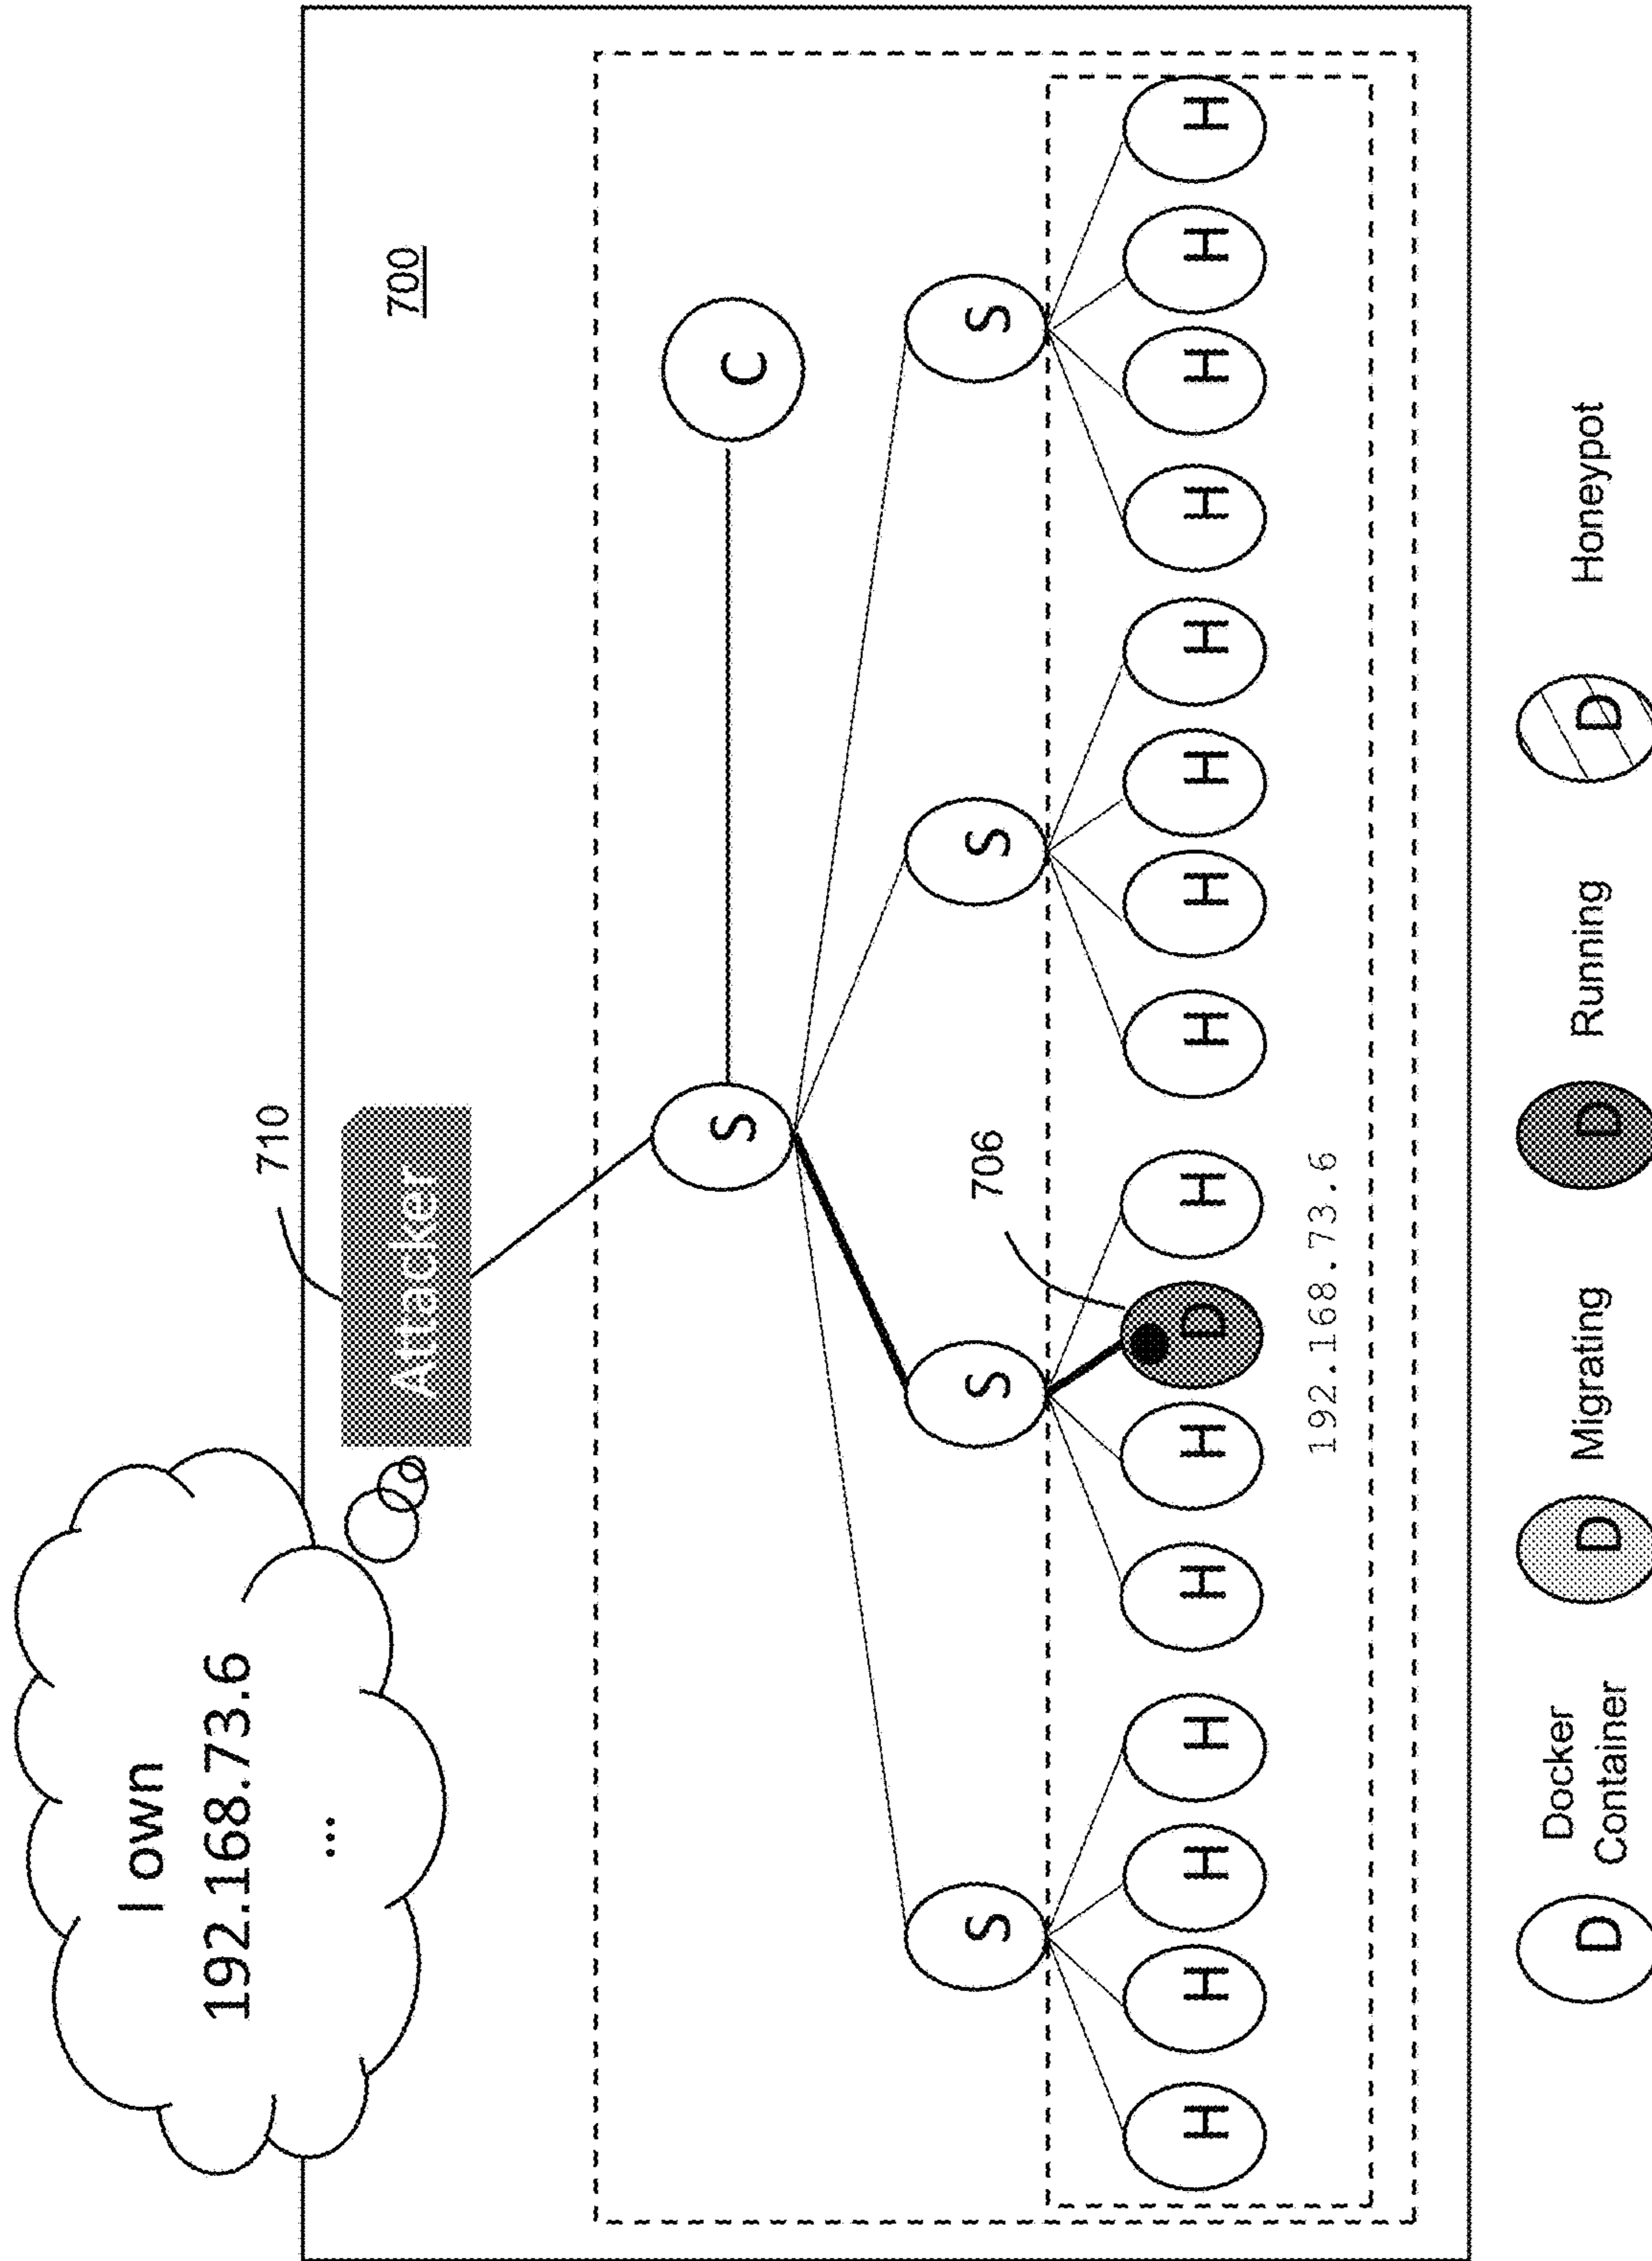 I own
192.168.73.6
...
710
Attacker
700
S C
S S S S
706
H H H H H H D H H H H H H H H H
192.168.73.6
D Docker
Container
D Migrating
D Running
D Honeypot